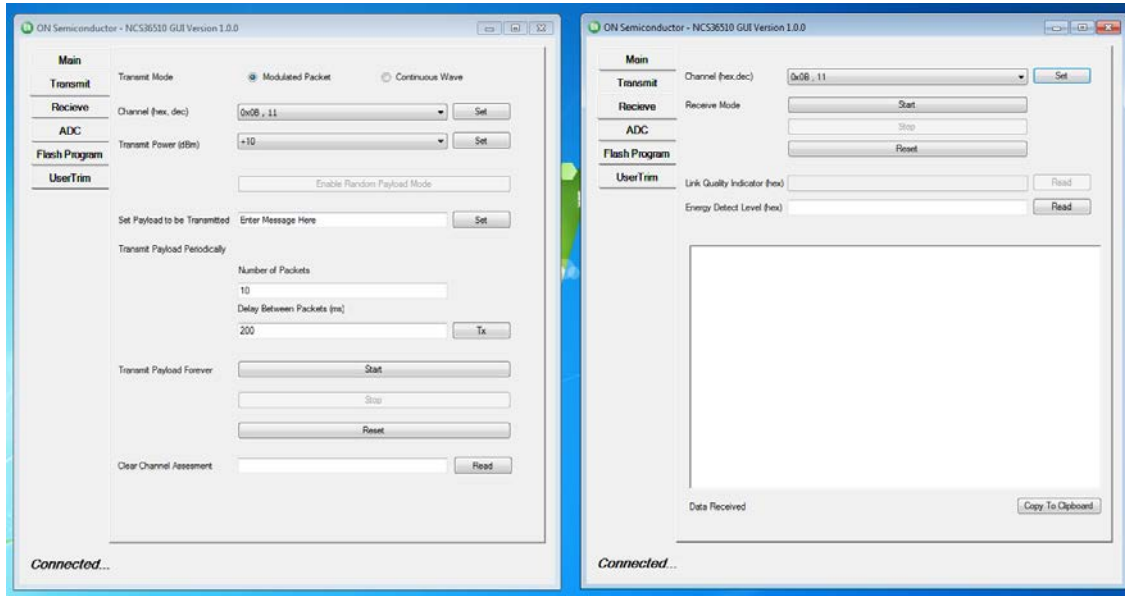 ON Semiconductor - NCS36510 GUI Version 1.0.0
Main
Transmit
Recieve
ADC
Flash Program
UserTrim
Transmit Mode
Modulated Packet
Continuous Wave
Channel (hex, dec)
0x0B , 11
Set
Transmit Power (dBm)
+10
Set
Enable Random Payload Mode
Set Payload to be Transmitted
Enter Message Here
Set
Transmit Payload Periodically
Number of Packets
10
Delay Between Packets (ms)
200
Tx
Transmit Payload Forever
Start
Stop
Reset
Clear Channel Assesment
Read
Connected...
ON Semiconductor - NCS36510 GUI Version 1.0.0
Main
Transmit
Recieve
ADC
Flash Program
UserTrim
Channel (hex,dec)
0x0B , 11
Set
Receive Mode
Start
Stop
Reset
Link Quality Indicator (hex)
Read
Energy Detect Level (hex)
Read
Data Received
Copy To Clipboard
Connected...